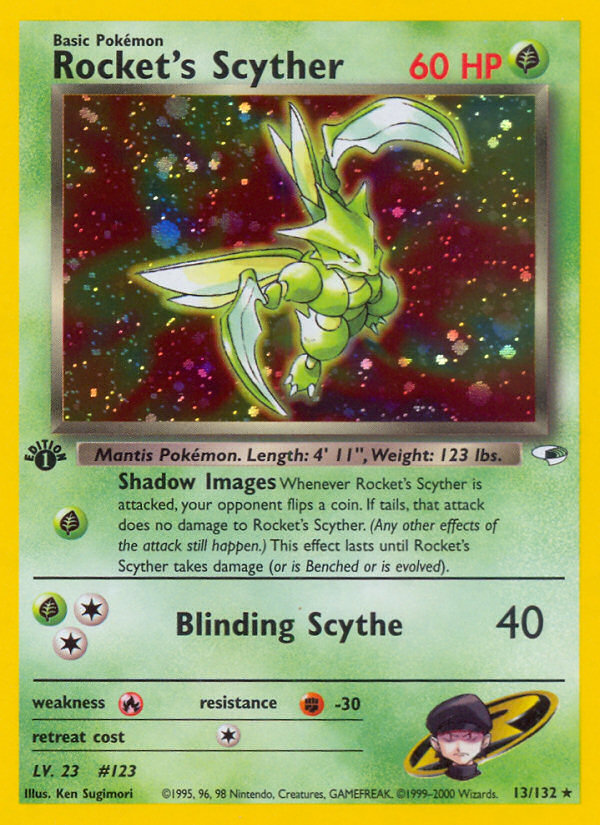 Basic Pokémon
Rocket's Scyther 60 HP
EDITION 1
Mantis Pokémon. Length: 4' 11", Weight: 123 lbs.
Shadow Images Whenever Rocket's Scyther is
attacked, your opponent flips a coin. If tails, that attack
does no damage to Rocket's Scyther. (Any other effects of
the attack still happen.) This effect lasts until Rocket's
Scyther takes damage (or is Benched or is evolved).
Blinding Scythe 40
weakness resistance -30
retreat cost
LV. 23 #123
Illus. Ken Sugimori ©1995, 96, 98 Nintendo, Creatures, GAMEFREAK. ©1999-2000 Wizards. 13/132 ★